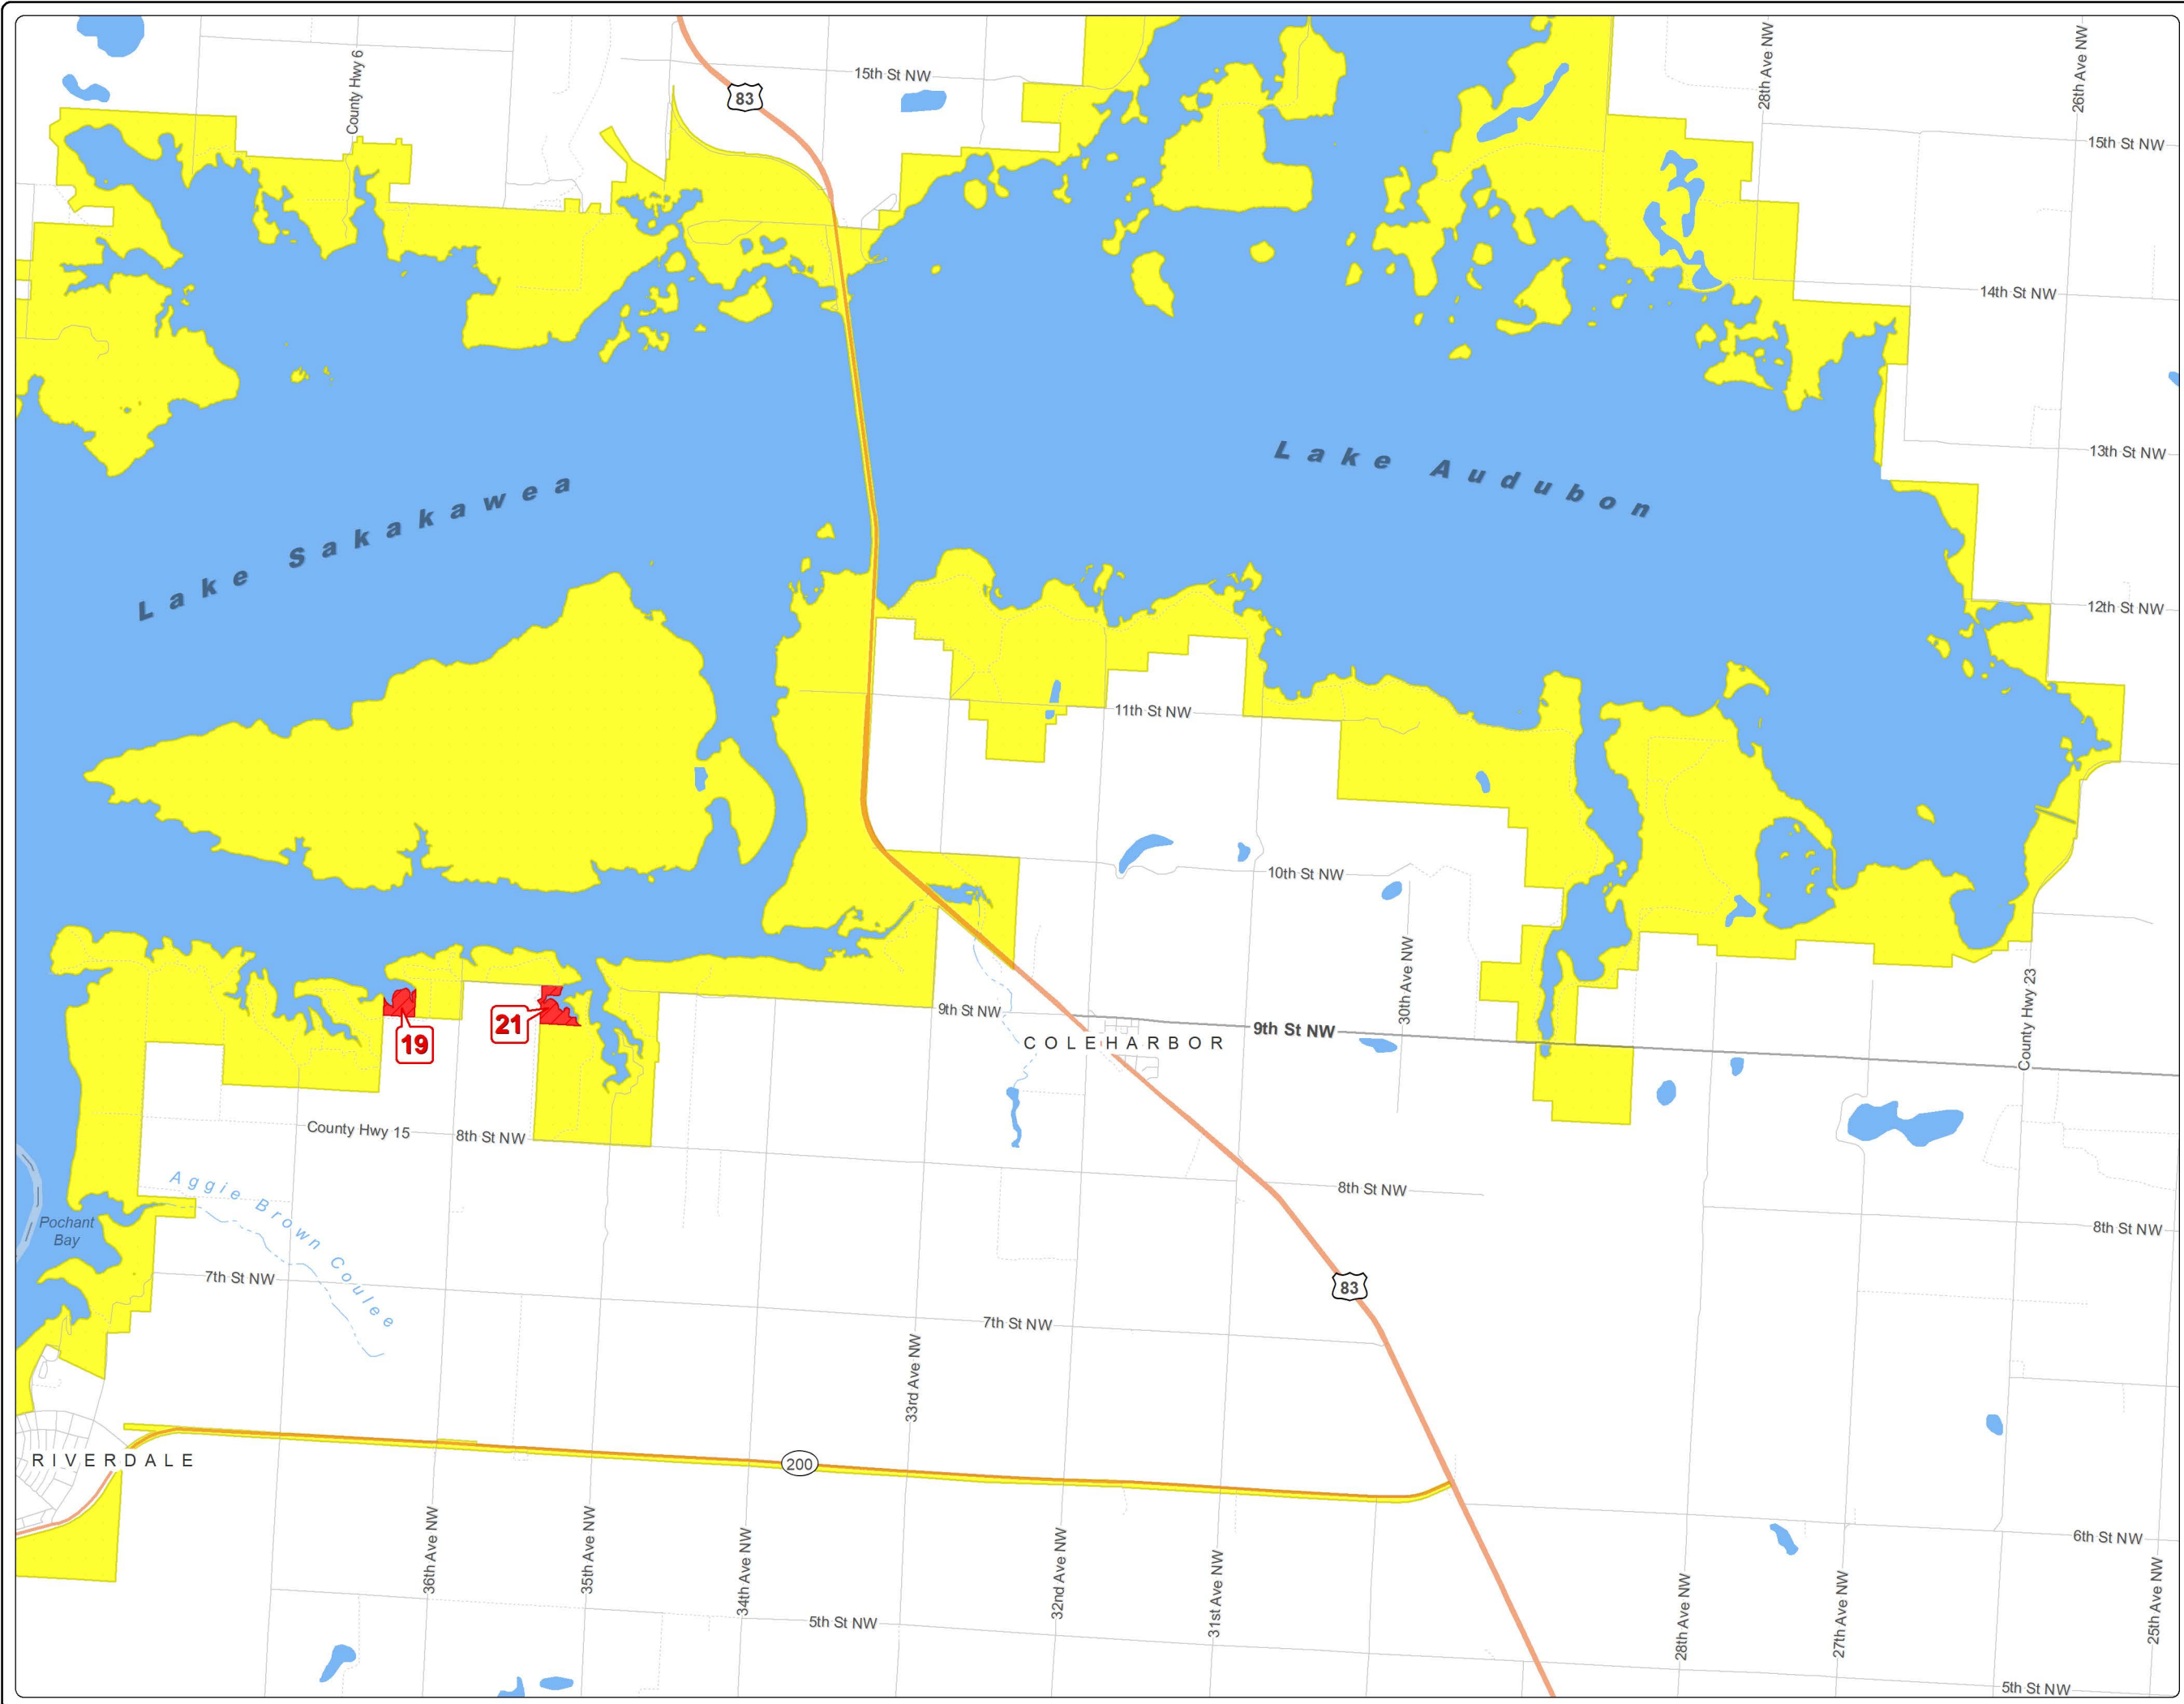 County Hwy 6
83
15th St NW
28th Ave NW
26th Ave NW
15th St NW
14th St NW
13th St NW
Lake Audubon
Lake Sakakawea
12th St NW
11th St NW
10th St NW
30th Ave NW
County Hwy 23
9th St NW
9th St NW
COLEHARBOR
19
21
County Hwy 15
8th St NW
8th St NW
8th St NW
Aggie Brown Coulee
Pochant
Bay
7th St NW
7th St NW
83
33rd Ave NW
RIVERDALE
200
6th St NW
36th Ave NW
35th Ave NW
34th Ave NW
32nd Ave NW
31st Ave NW
28th Ave NW
27th Ave NW
25th Ave NW
5th St NW
5th St NW